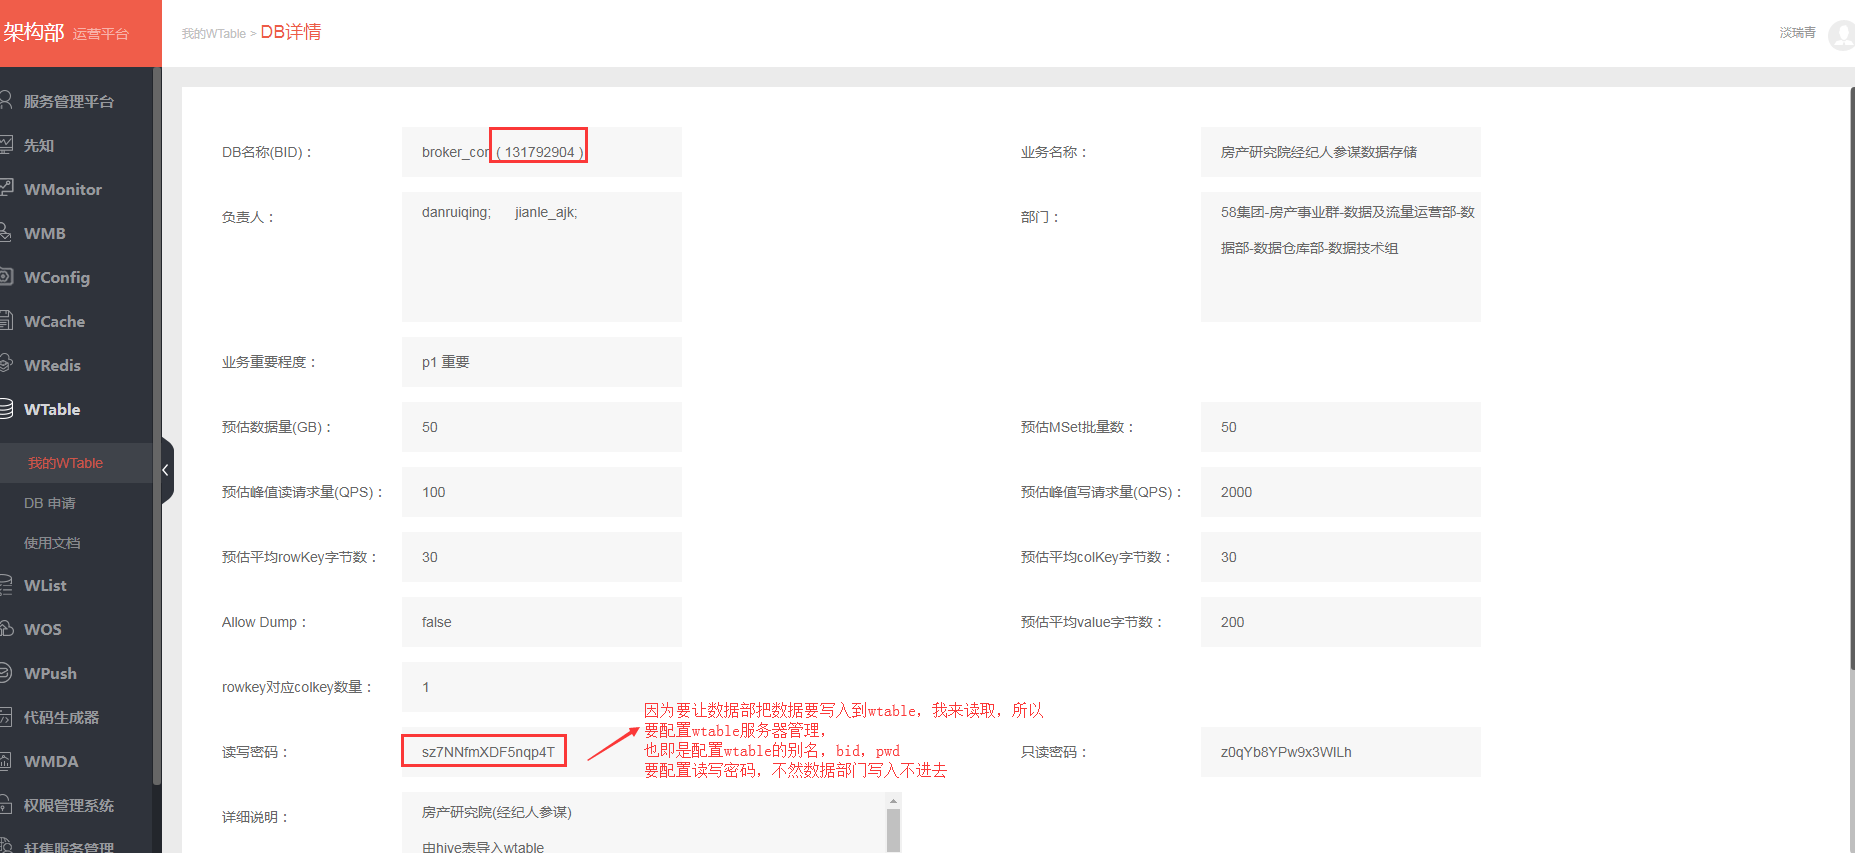 架构部 运营平台
我的WTable > DB详情
淡瑞青
服务管理平台
先知
WMonitor
WMB
WConfig
WCache
WRedis
WTable
我的WTable
DB 申请
使用文档
WList
WOS
WPush
代码生成器
WMDA
权限管理系统
赶集服务管理
DB名称(BID)：
broker_cor ( 131792904 )
业务名称：
房产研究院经纪人参谋数据存储
负责人：
danruiqing; jianle_ajk;
部门：
58集团-房产事业群-数据及流量运营部-数
据部-数据仓库部-数据技术组
业务重要程度：
p1 重要
预估数据量(GB)：
50
预估MSet批量数：
50
预估峰值读请求量(QPS)：
100
预估峰值写请求量(QPS)：
2000
预估平均rowKey字节数：
30
预估平均colKey字节数：
30
Allow Dump：
false
预估平均value字节数：
200
rowkey对应colkey数量：
1
因为要让数据部把数据要写入到wtable，我来读取，所以
要配置wtable服务器管理，
也即是配置wtable的别名，bid，pwd
要配置读写密码，不然数据部门写入不进去
读写密码：
sz7NNfmXDF5nqp4T
只读密码：
z0qYb8YPw9x3WILh
详细说明：
房产研究院(经纪人参谋)
由hive表导入wtable